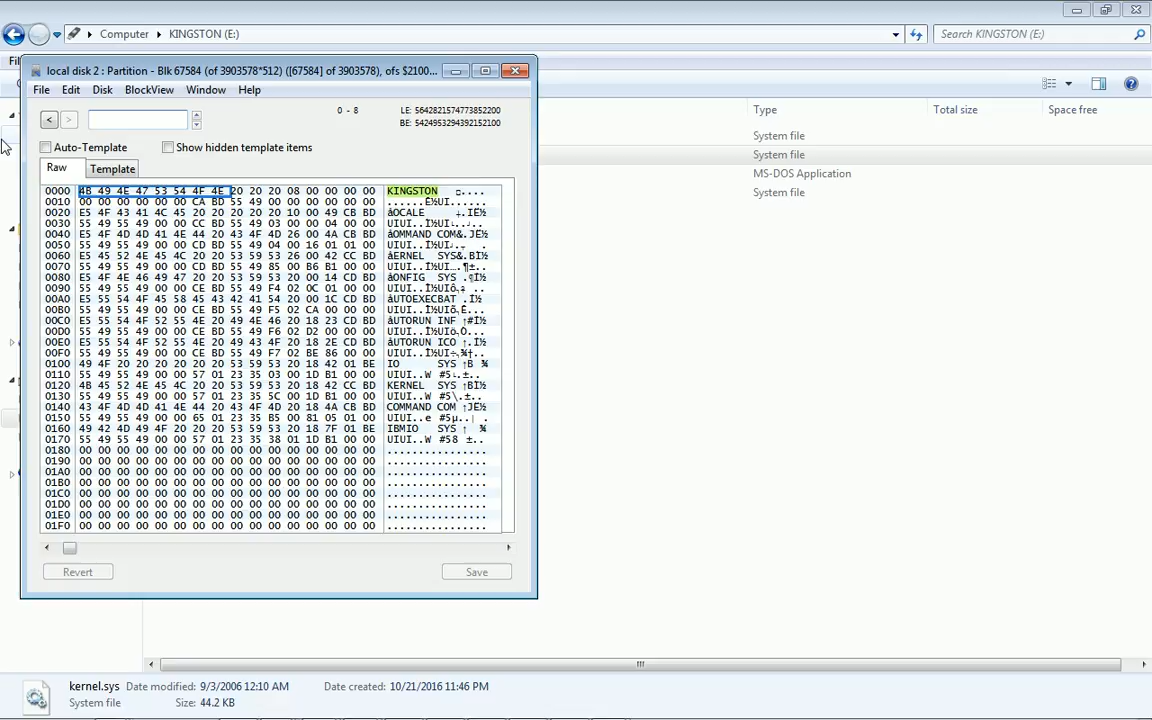 Computer KINGSTON (E:)
Search KINGSTON (E:)
local disk 2 : Partition - Blk 67584 (of 3903578*512) ([67584] of 3903578), ofs $2100...
File Edit Disk BlockView Window Help
0 - 8
LE: 5642821574773852200
BE: 5424953294392152100
Auto-Template Show hidden template items
Raw Template
0000 4B 49 4E 47 53 54 4F 4E 20 20 20 08 00 00 00 00 KINGSTON
0010 00 00 00 00 00 00 CA BD 55 49 00 00 00 00 00 00
0020 E5 4F 43 41 4C 45 20 20 20 20 20 10 00 49 CB BD
0030 55 49 55 49 00 00 CC BD 55 49 03 00 00 04 00 00
0040 E5 4F 4D 4D 41 4E 44 20 43 4F 4D 26 00 4A CB BD
0050 55 49 55 49 00 00 CD BD 55 49 04 00 16 01 01 00
0060 E5 45 52 4E 45 4C 20 20 53 59 53 26 00 42 CC BD
0070 55 49 55 49 00 00 CD BD 55 49 85 00 B6 B1 00 00
0080 E5 4F 4E 46 49 47 20 20 53 59 53 20 00 14 CD BD
0090 55 49 55 49 00 00 CE BD 55 49 F4 02 0C 01 00 00
00A0 E5 55 54 4F 45 58 45 43 42 41 54 20 00 1C CD BD
00B0 55 49 55 49 00 00 CE BD 55 49 F5 02 CA 00 00 00
00C0 E5 55 54 4F 52 55 4E 20 49 4E 46 20 18 23 CD BD
00D0 55 49 55 49 00 00 CE BD 55 49 F6 02 D2 00 00 00
00E0 E5 55 54 4F 52 55 4E 20 49 43 4F 20 18 2E CD BD
00F0 55 49 55 49 00 00 CE BD 55 49 F7 02 BE 86 00 00
0100 49 4F 20 20 20 20 20 20 53 59 53 20 18 42 01 BE IO SYS
0110 55 49 55 49 00 00 57 01 23 35 03 00 1D B1 00 00
0120 4B 45 52 4E 45 4C 20 20 53 59 53 20 18 42 CC BD KERNEL SYS
0130 55 49 55 49 00 00 57 01 23 35 5C 00 1D B1 00 00
0140 43 4F 4D 4D 41 4E 44 20 43 4F 4D 20 18 4A CB BD COMMAND COM
0150 55 49 55 49 00 00 65 01 23 35 B5 00 81 05 01 00
0160 49 42 4D 49 4F 20 20 20 53 59 53 20 18 7F 01 BE IBMIO SYS
0170 55 49 55 49 00 00 57 01 23 35 38 01 1D B1 00 00
0180 00 00 00 00 00 00 00 00 00 00 00 00 00 00 00 00 ................
0190 00 00 00 00 00 00 00 00 00 00 00 00 00 00 00 00 ................
01A0 00 00 00 00 00 00 00 00 00 00 00 00 00 00 00 00 ................
01B0 00 00 00 00 00 00 00 00 00 00 00 00 00 00 00 00 ................
01C0 00 00 00 00 00 00 00 00 00 00 00 00 00 00 00 00 ................
01D0 00 00 00 00 00 00 00 00 00 00 00 00 00 00 00 00 ................
01E0 00 00 00 00 00 00 00 00 00 00 00 00 00 00 00 00 ................
01F0 00 00 00 00 00 00 00 00 00 00 00 00 00 00 00 00 ................
Revert Save
Type Total size Space free
System file
System file
MS-DOS Application
System file
kernel.sys Date modified: 9/3/2006 12:10 AM Date created: 10/21/2016 11:46 PM
System file Size: 44.2 KB